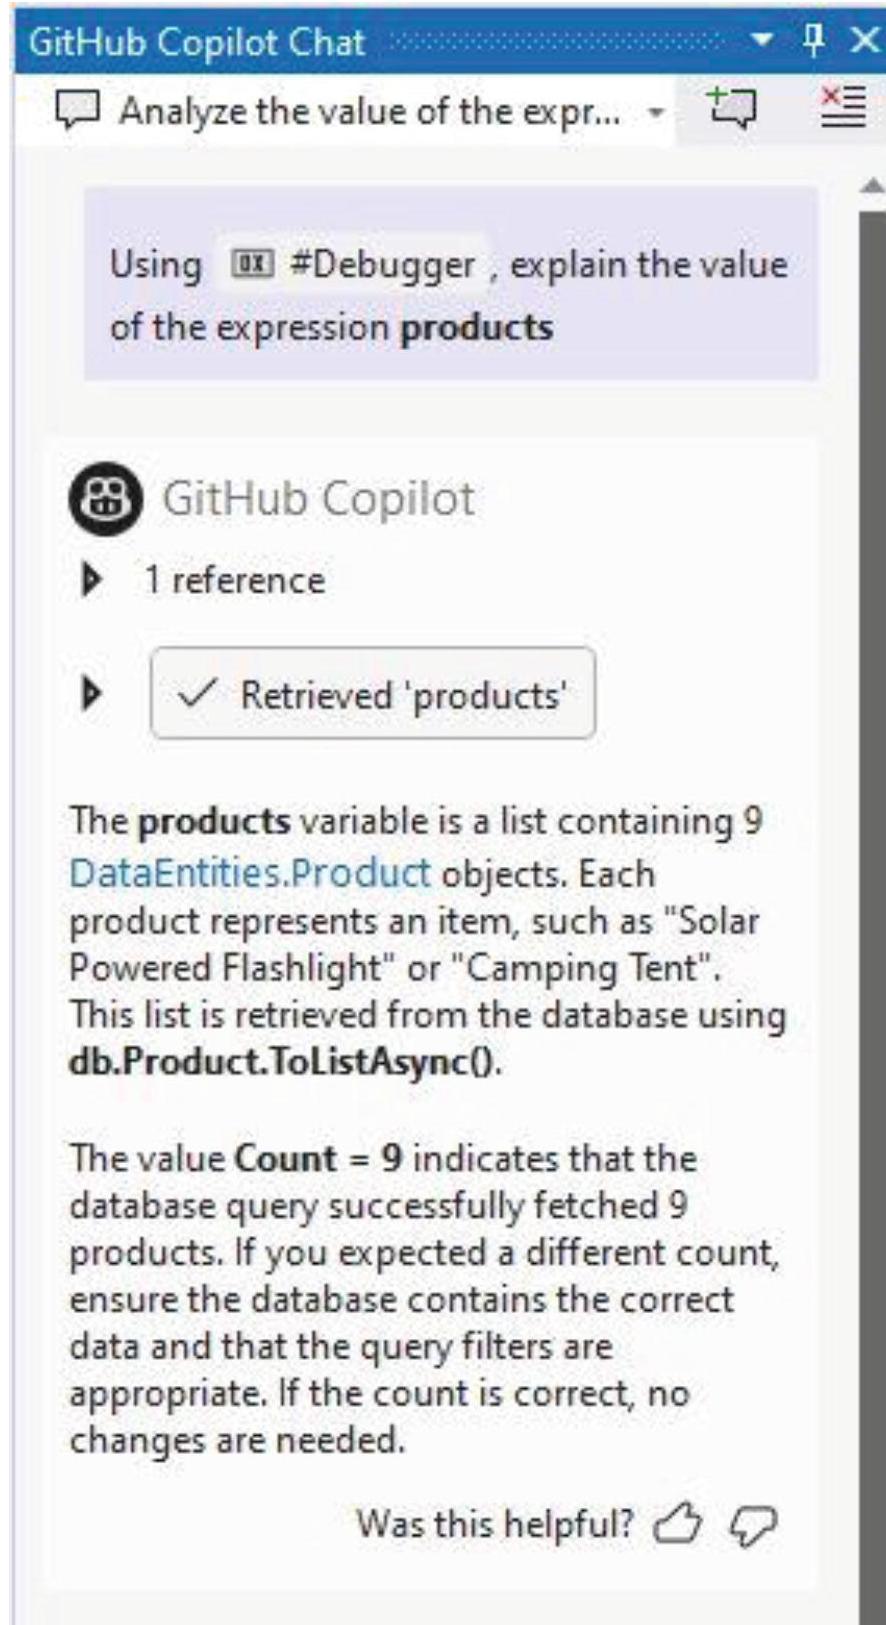 GitHub Copilot Chat
Analyze the value of the expr...
Using #Debugger , explain the value
of the expression products
GitHub Copilot
1 reference
Retrieved 'products'
The products variable is a list containing 9
DataEntities.Product objects. Each
product represents an item, such as "Solar
Powered Flashlight" or "Camping Tent".
This list is retrieved from the database using
db.Product.ToListAsync().
The value Count = 9 indicates that the
database query successfully fetched 9
products. If you expected a different count,
ensure the database contains the correct
data and that the query filters are
appropriate. If the count is correct, no
changes are needed.
Was this helpful?